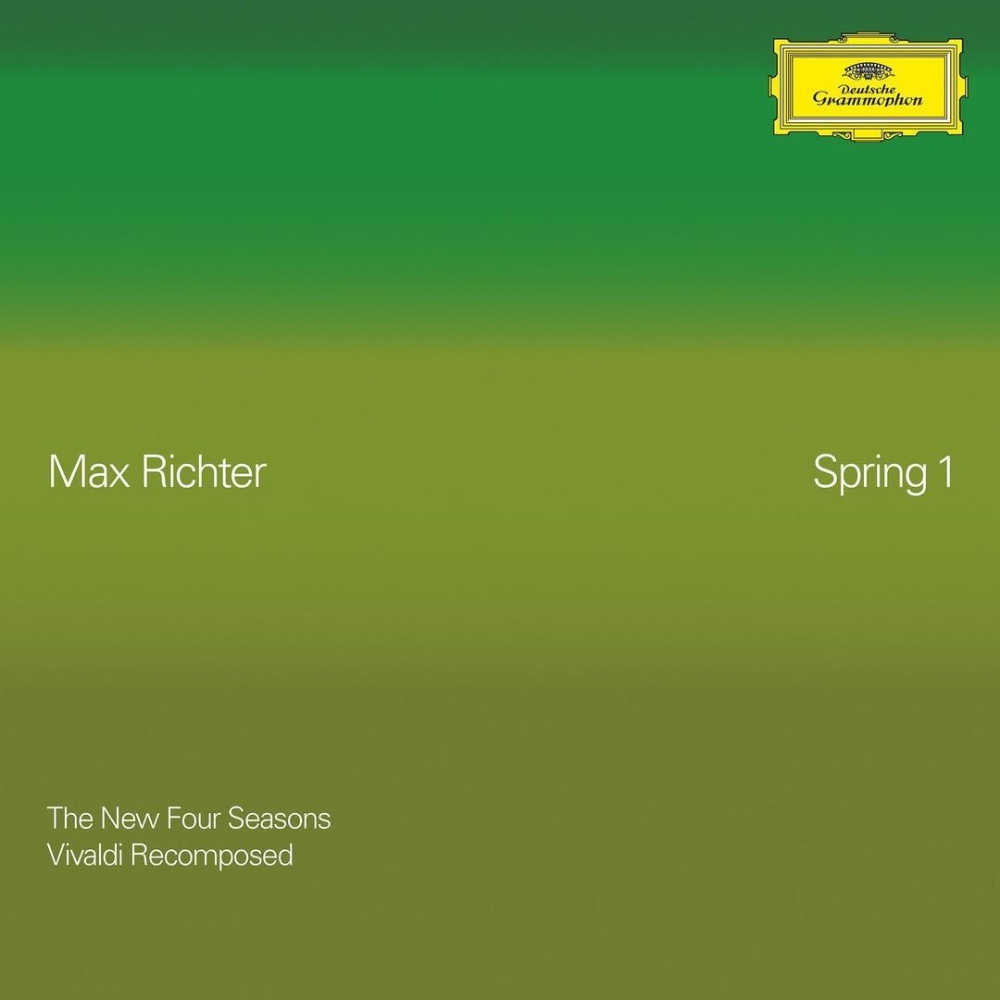 Deutsche
Grammophon
Max Richter
Spring 1
The New Four Seasons
Vivaldi Recomposed